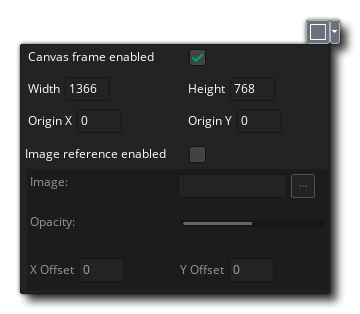 Canvas frame enabled
Width 1366 Height 768
Origin X 0 Origin Y 0
Image reference enabled
Image: ...
Opacity:
X Offset 0 Y Offset 0